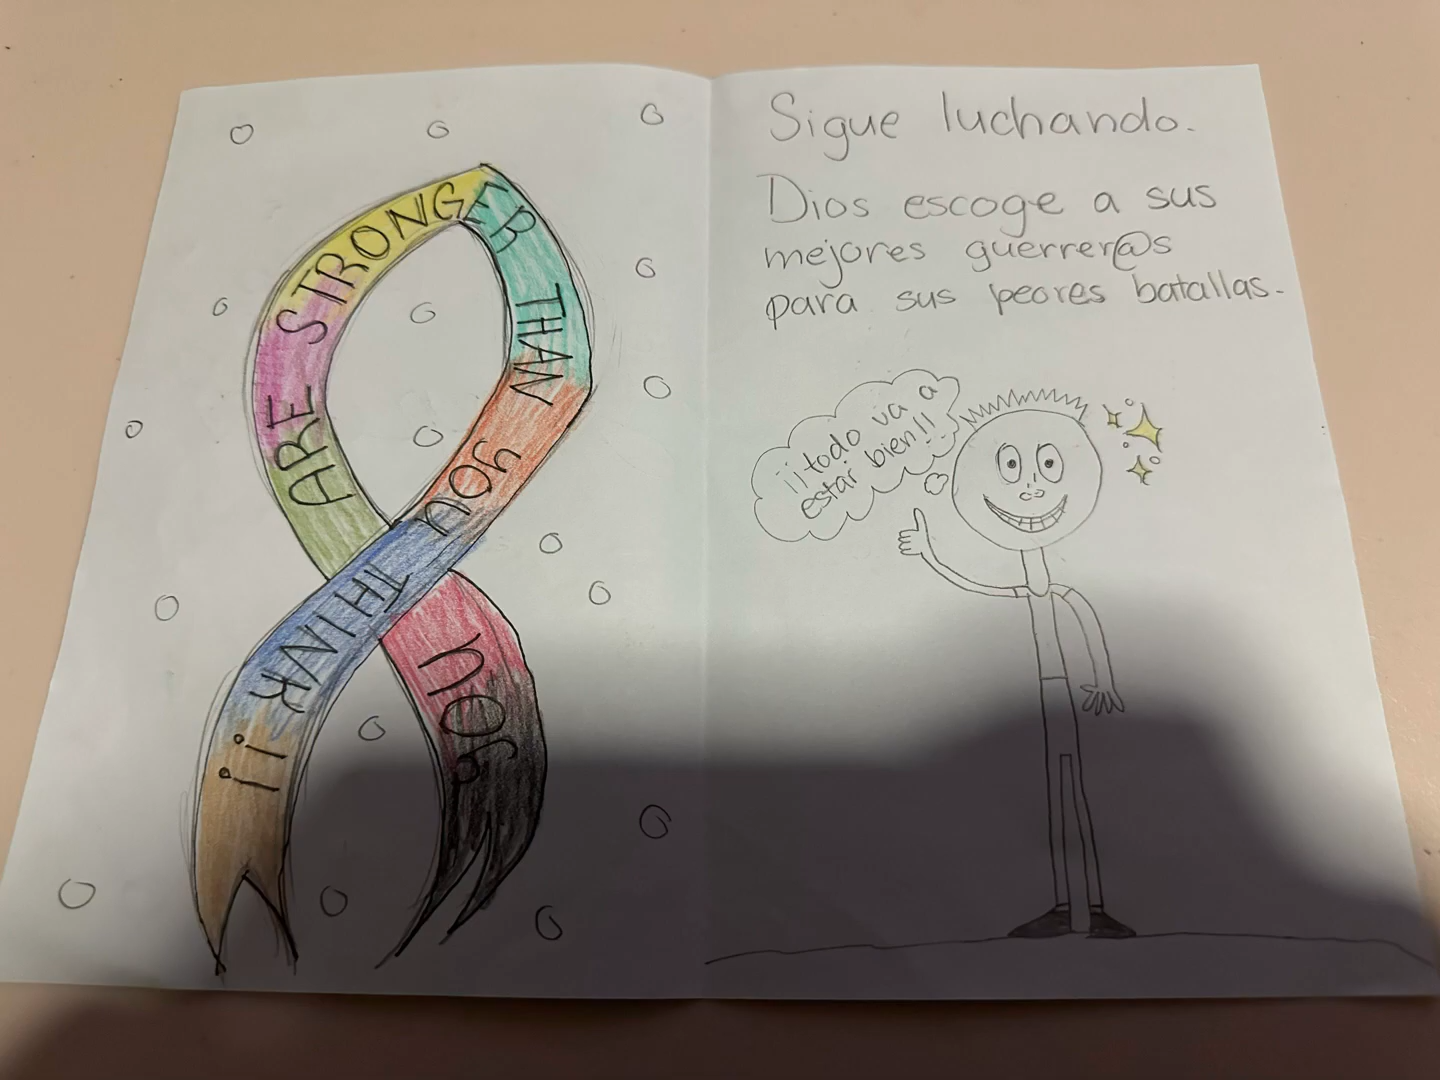 YOU
ARE STRONGER THAN
YOU THINK
¡¡
Sigue luchando.
Dios escoge a sus
mejores guerrer@s
para sus peores batallas.
¡¡todo va a
estar bien!!